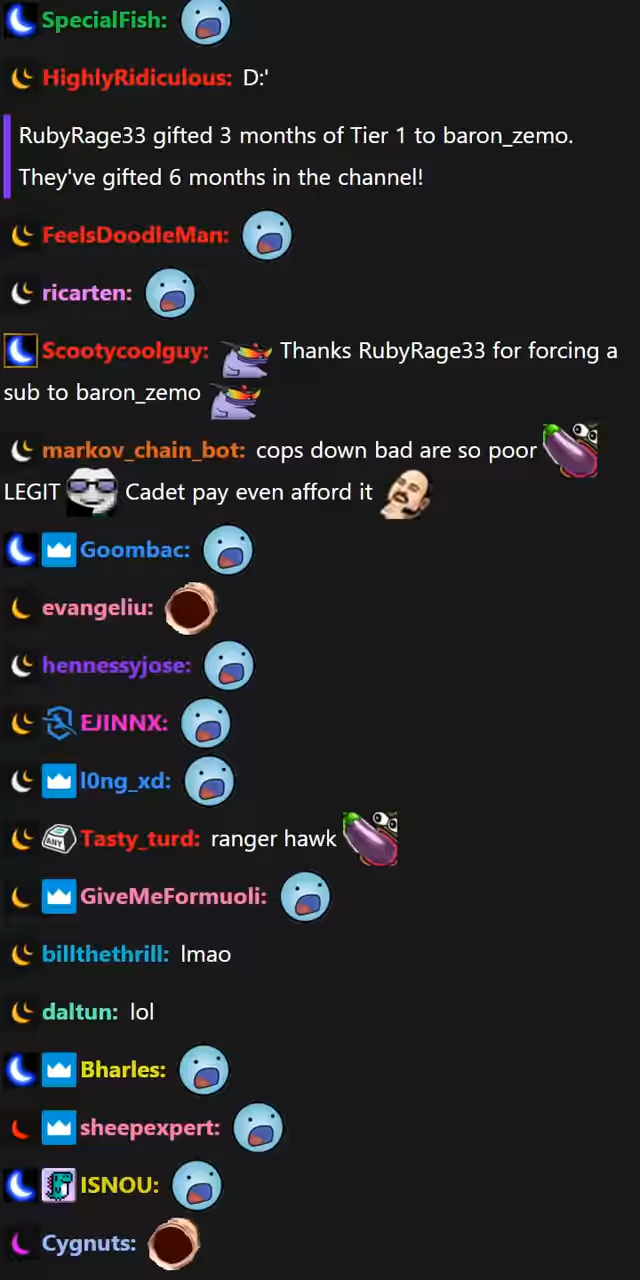 SpecialFish:
HighlyRidiculous: D:'
RubyRage33 gifted 3 months of Tier 1 to baron_zemo.
They've gifted 6 months in the channel!
FeelsDoodleMan:
ricarten:
Scootycoolguy: Thanks RubyRage33 for forcing a
sub to baron_zemo
markov_chain_bot: cops down bad are so poor
LEGIT Cadet pay even afford it
Goombac:
evangeliu:
hennessyjose:
EJINNX:
l0ng_xd:
ANY Tasty_turd: ranger hawk
GiveMeFormuoli:
billthethrill: lmao
daltun: lol
Bharles:
sheepexpert:
ISNOU:
Cygnuts: